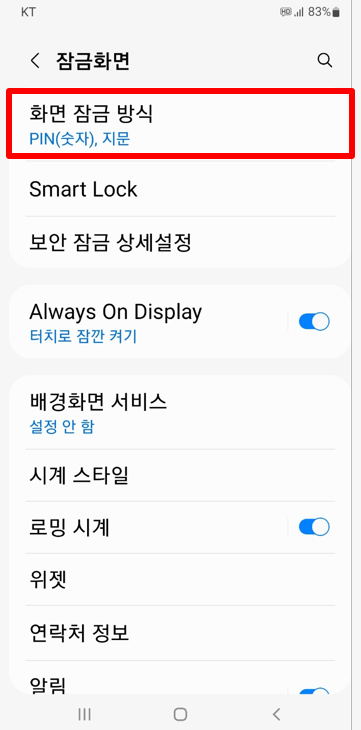 KT
83%
잠금화면
화면 잠금 방식
PIN(숫자), 지문
Smart Lock
보안 잠금 상세설정
Always On Display
터치로 잠깐 켜기
배경화면 서비스
설정 안 함
시계 스타일
로밍 시계
위젯
연락처 정보
알림